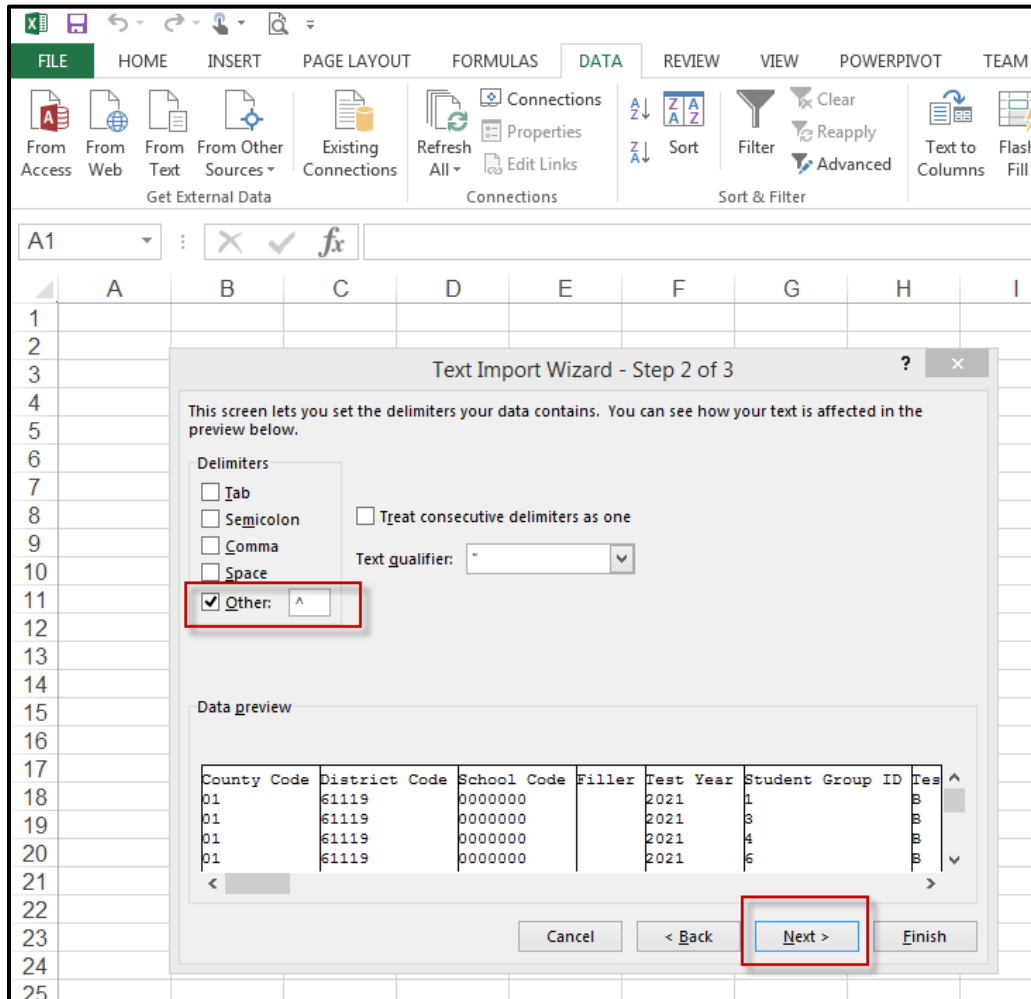 FILE HOME INSERT PAGE LAYOUT FORMULAS DATA REVIEW VIEW POWERPIVOT TEAM
Connections Clear
Properties Reapply
Edit Links Advanced
From From From From Other Existing Refresh Sort Filter Text to Flash
Access Web Text Sources Connections All Columns Fill
Get External Data Connections Sort & Filter
A1 fx
A B C D E F G H I
1
2
3
Text Import Wizard - Step 2 of 3 ?
4
This screen lets you set the delimiters your data contains. You can see how your text is affected in the
5
preview below.
6
Delimiters
7
Tab
8
Semicolon Treat consecutive delimiters as one
9
Comma
Text qualifier: "
10
Space
11
Other: ^
12
13
14
15
Data preview
16
17
County Code District Code School Code Filler Test Year Student Group ID Tes
18
01 61119 0000000 2021 1 B
19
01 61119 0000000 2021 3 B
01 61119 0000000 2021 4 B
20
01 61119 0000000 2021 6 B
21
22
23
Cancel < Back Next > Finish
24
25